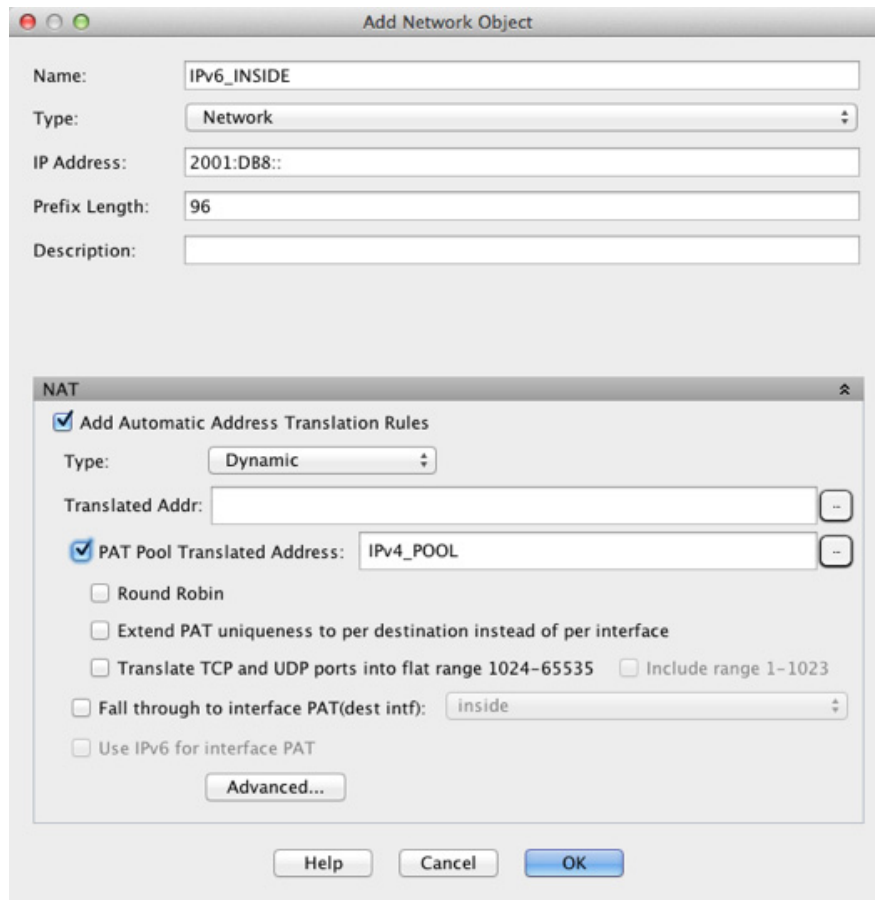 Add Network Object
Name: IPv6_INSIDE
Type: Network
IP Address: 2001:DB8::
Prefix Length: 96
Description:
NAT
Add Automatic Address Translation Rules
Type: Dynamic
Translated Addr: ...
PAT Pool Translated Address: IPv4_POOL ...
Round Robin
Extend PAT uniqueness to per destination instead of per interface
Translate TCP and UDP ports into flat range 1024-65535 Include range 1-1023
Fall through to interface PAT(dest intf): inside
Use IPv6 for interface PAT
Advanced...
Help Cancel OK